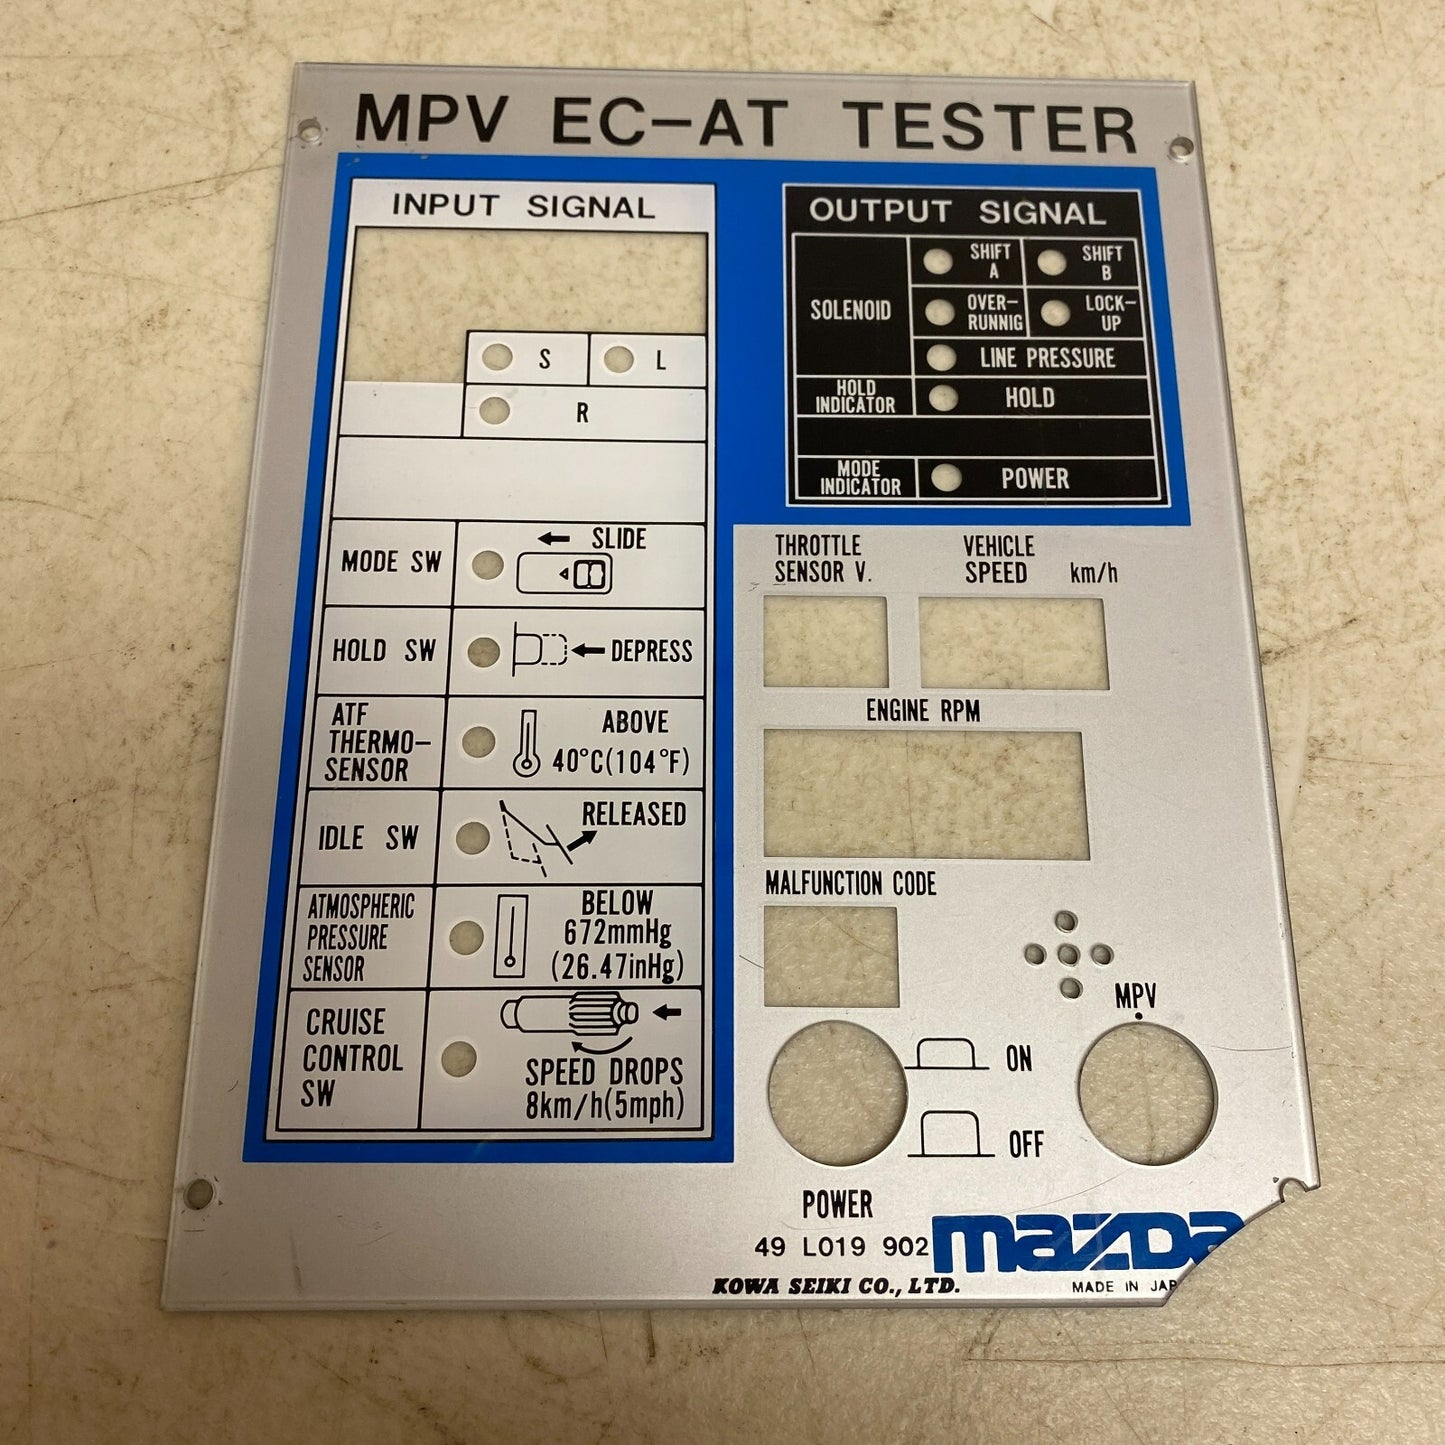 MPV EC-AT TESTER
INPUT SIGNAL
S
L
R
MODE SW
SLIDE
HOLD SW
DEPRESS
ATF
THERMO-
SENSOR
ABOVE
40°C(104°F)
IDLE SW
RELEASED
ATMOSPHERIC
PRESSURE
SENSOR
BELOW
672mmHg
(26.47inHg)
CRUISE
CONTROL
SW
SPEED DROPS
8km/h(5mph)
OUTPUT SIGNAL
SOLENOID
SHIFT
A
SHIFT
B
OVER-
RUNNIG
LOCK-
UP
LINE PRESSURE
HOLD
INDICATOR
HOLD
MODE
INDICATOR
POWER
THROTTLE
SENSOR V.
VEHICLE
SPEED km/h
ENGINE RPM
MALFUNCTION CODE
MPV
ON
OFF
POWER
49 L019 902
mazda
KOWA SEIKI CO., LTD.
MADE IN JAP